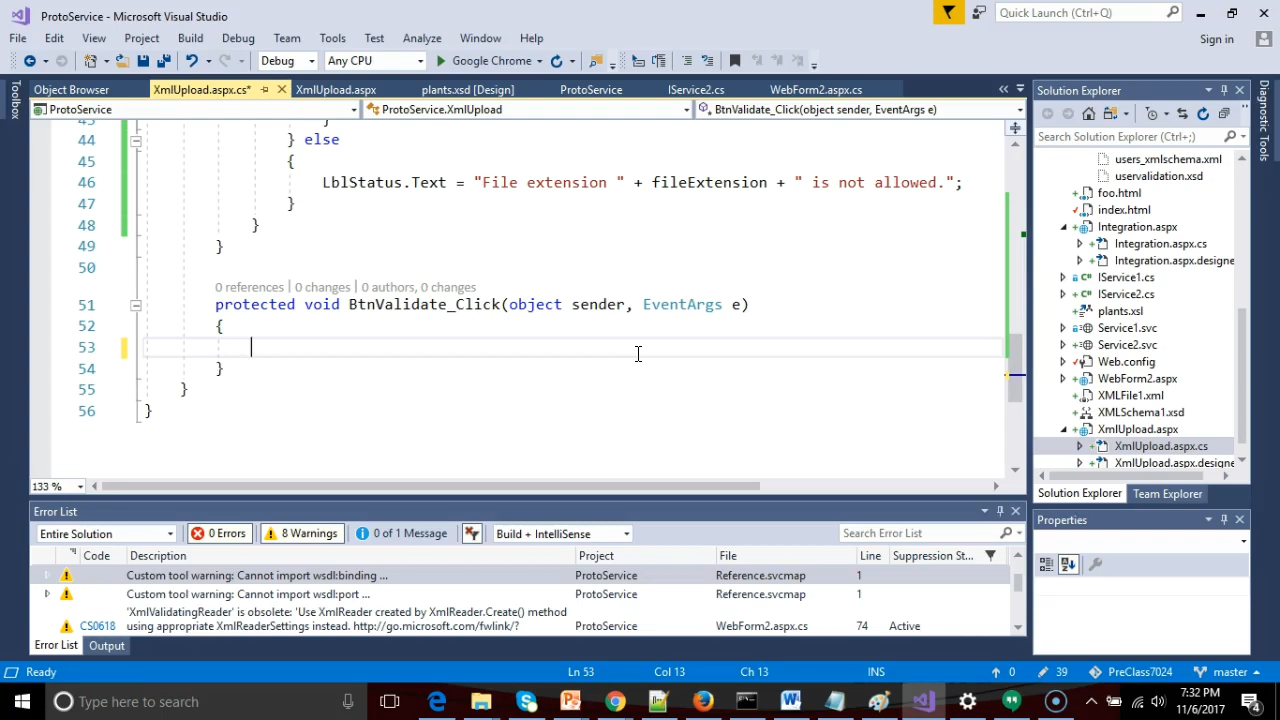 ProtoService - Microsoft Visual Studio
Quick Launch (Ctrl+Q)
File Edit View Project Build Debug Team Tools Test Analyze Window Help
Sign in
Debug Any CPU Google Chrome
Toolbox
Object Browser XmlUpload.aspx.cs* XmlUpload.aspx plants.xsd [Design] ProtoService IService2.cs WebForm2.aspx.cs
ProtoService ProtoService.XmlUpload BtnValidate_Click(object sender, EventArgs e)
44 } else
45 {
46 LblStatus.Text = "File extension " + fileExtension + " is not allowed.";
47 }
48 }
49 }
50
0 references | 0 changes | 0 authors, 0 changes
51 protected void BtnValidate_Click(object sender, EventArgs e)
52 {
53
54 }
55 }
56 }
133 %
Solution Explorer
Search Solution Explorer (Ctrl+;)
users_xmlschema.xml
uservalidation.xsd
foo.html
index.html
Integration.aspx
Integration.aspx.cs
Integration.aspx.designe
IService1.cs
IService2.cs
plants.xsl
Service1.svc
Service2.svc
Web.config
WebForm2.aspx
XMLFile1.xml
XMLSchema1.xsd
XmlUpload.aspx
XmlUpload.aspx.cs
XmlUpload.aspx.designe
Solution Explorer Team Explorer
Properties
Diagnostic Tools
Error List
Entire Solution 0 Errors 8 Warnings 0 of 1 Message Build + IntelliSense Search Error List
Code Description Project File Line Suppression St...
Custom tool warning: Cannot import wsdl:binding ... ProtoService Reference.svcmap 1
Custom tool warning: Cannot import wsdl:port ... ProtoService Reference.svcmap 1
'XmlValidatingReader' is obsolete: 'Use XmlReader created by XmlReader.Create() method
CS0618 using appropriate XmlReaderSettings instead. http://go.microsoft.com/fwlink/? ProtoService WebForm2.aspx.cs 74 Active
Error List Output
Ready Ln 53 Col 13 Ch 13 INS 0 39 PreClass7024 master
Type here to search
7:32 PM
11/6/2017
4